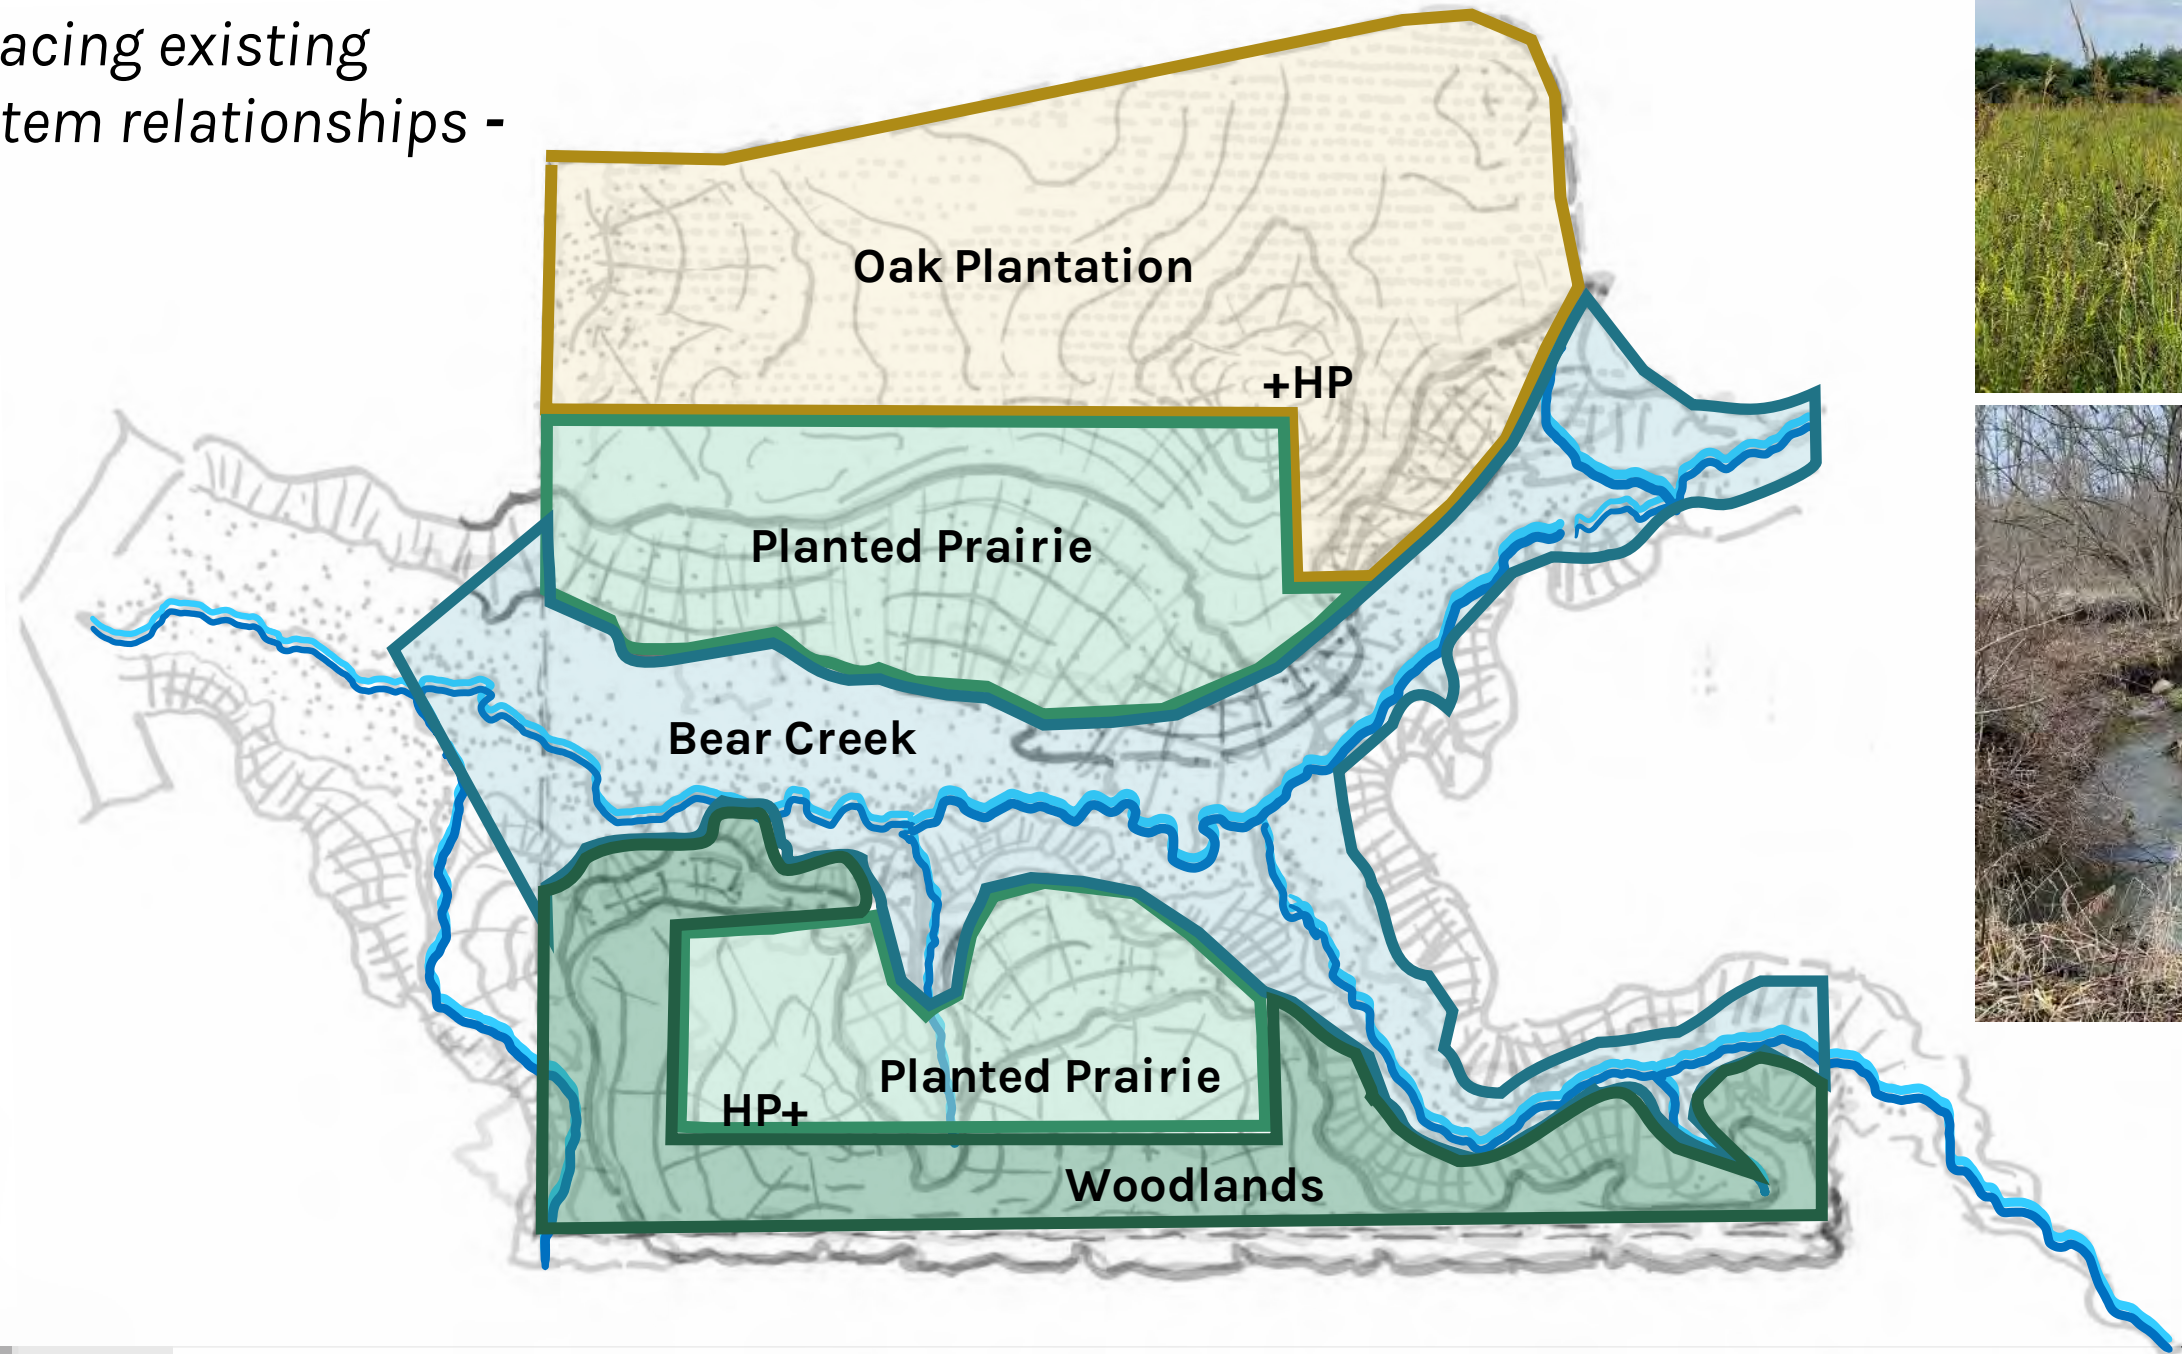 acing existing
tem relationships -
Oak Plantation
+HP
Planted Prairie
Bear Creek
Planted Prairie
HP+
Woodlands